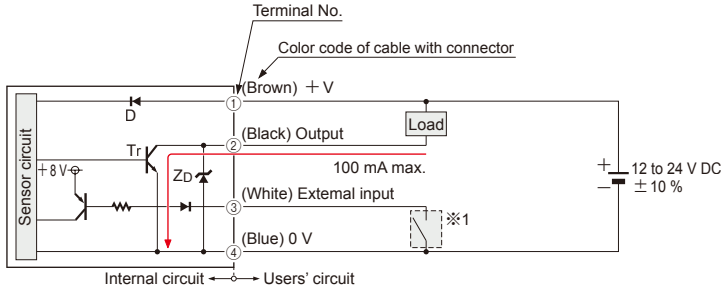 Terminal No.
Color code of cable with connector
(Brown) +V
1
D
Load
(Black) Output
2
Tr
ZD
100 mA max.
Sensor circuit
+8 V
+
−
12 to 24 V DC
±10 %
(White) External input
3
※1
(Blue) 0 V
4
Internal circuit
Users' circuit